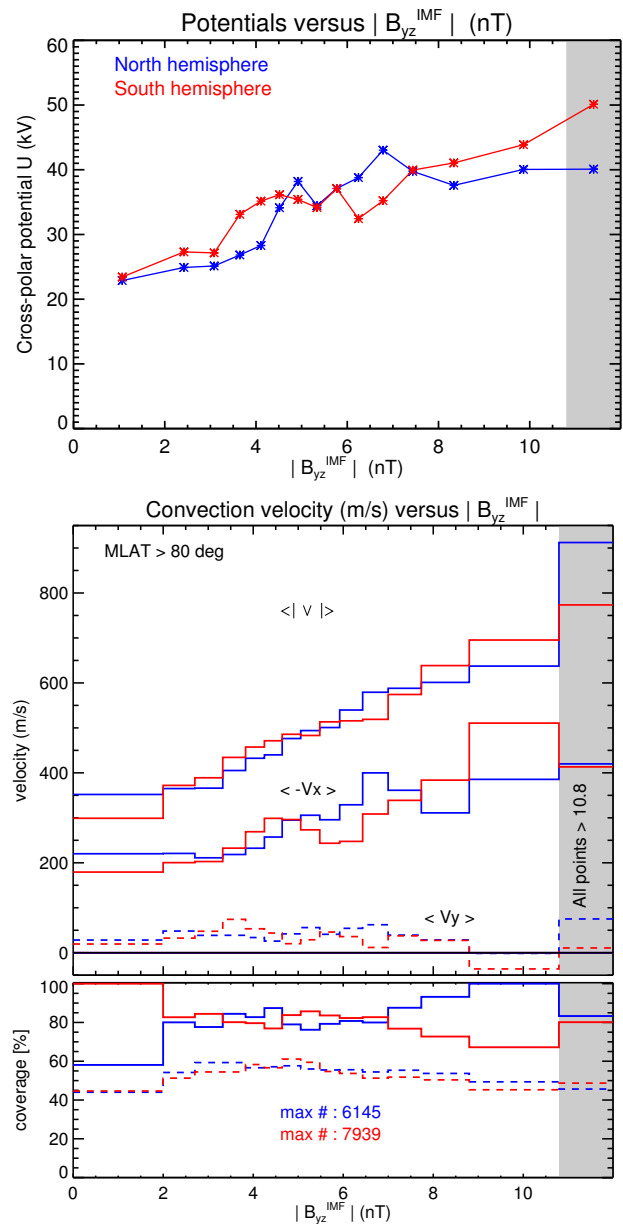 Potentials versus | B_yz^IMF | (nT)
North hemisphere
South hemisphere
Cross-polar potential U (kV)
60
50
40
30
20
10
0
0 2 4 6 8 10
| B_yz^IMF | (nT)
Convection velocity (m/s) versus | B_yz^IMF |
MLAT > 80 deg
<| V |>
< -Vx >
< Vy >
All points > 10.8
velocity (m/s)
800
600
400
200
0
coverage [%]
100
80
60
40
20
0
max # : 6145
max # : 7939
0 2 4 6 8 10
| B_yz^IMF | (nT)